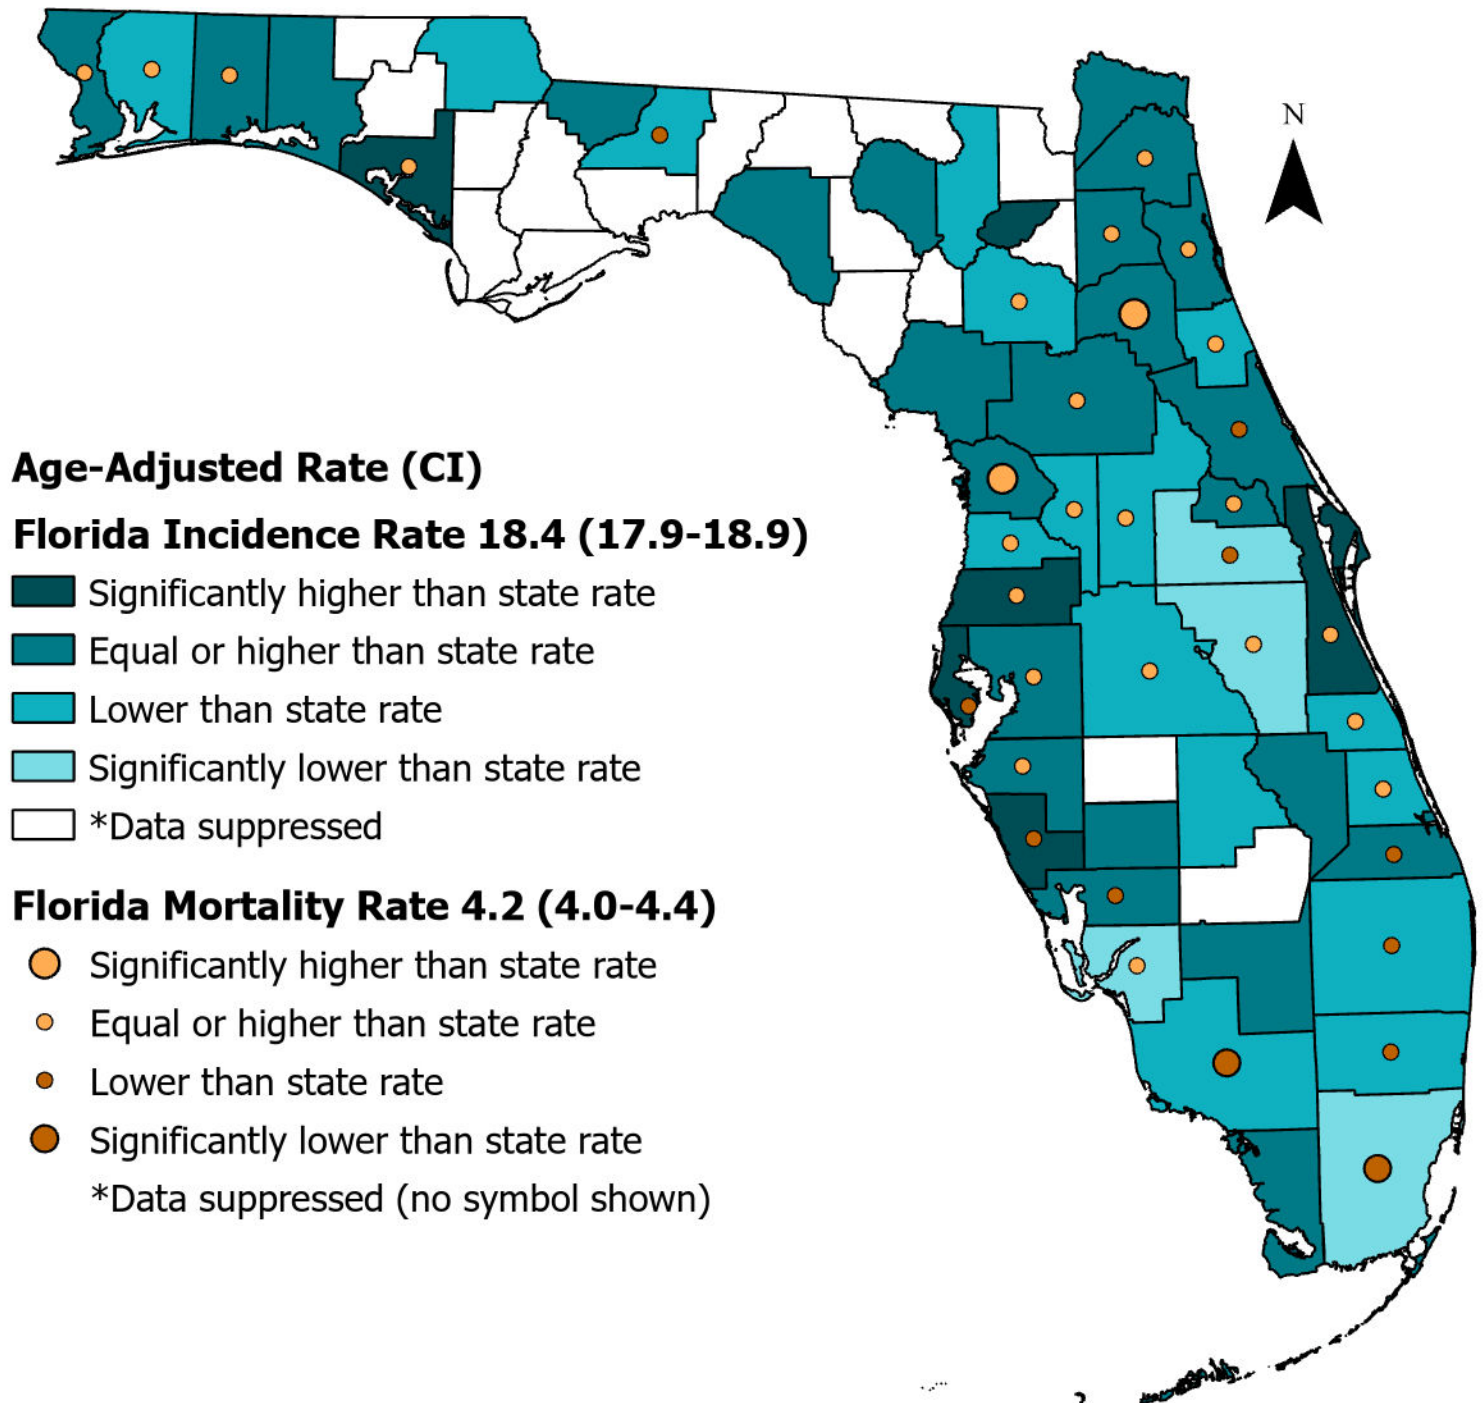 N
Age-Adjusted Rate (CI)
Florida Incidence Rate 18.4 (17.9-18.9)
Significantly higher than state rate
Equal or higher than state rate
Lower than state rate
Significantly lower than state rate
*Data suppressed
Florida Mortality Rate 4.2 (4.0-4.4)
Significantly higher than state rate
Equal or higher than state rate
Lower than state rate
Significantly lower than state rate
*Data suppressed (no symbol shown)